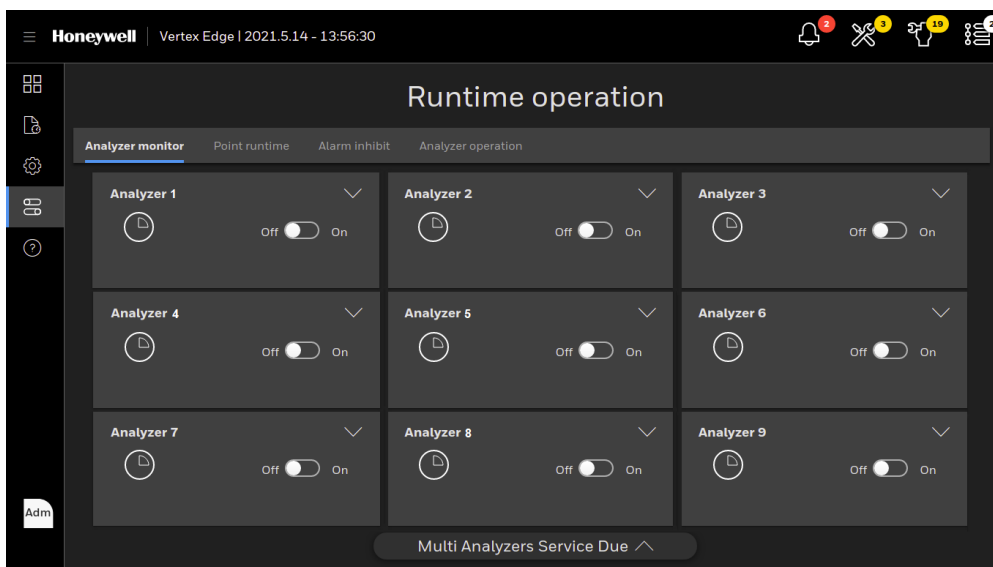 Honeywell Vertex Edge | 2021.5.14 - 13:56:30 2 3 19
Runtime operation
Analyzer monitor Point runtime Alarm inhibit Analyzer operation
Analyzer 1 Analyzer 2 Analyzer 3
Off On Off On Off On
Analyzer 4 Analyzer 5 Analyzer 6
Off On Off On Off On
Analyzer 7 Analyzer 8 Analyzer 9
Off On Off On Off On
Adm
Multi Analyzers Service Due